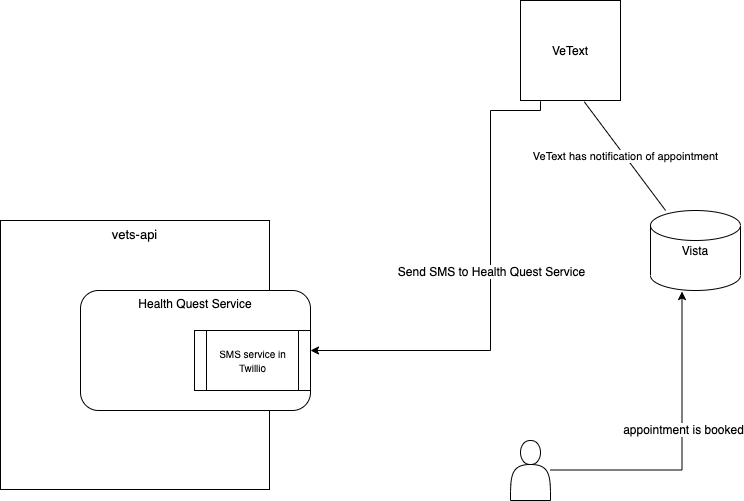 VeText
VeText has notification of appointment
vets-api
Vista
Send SMS to Health Quest Service
Health Quest Service
SMS service in
Twillio
appointment is booked